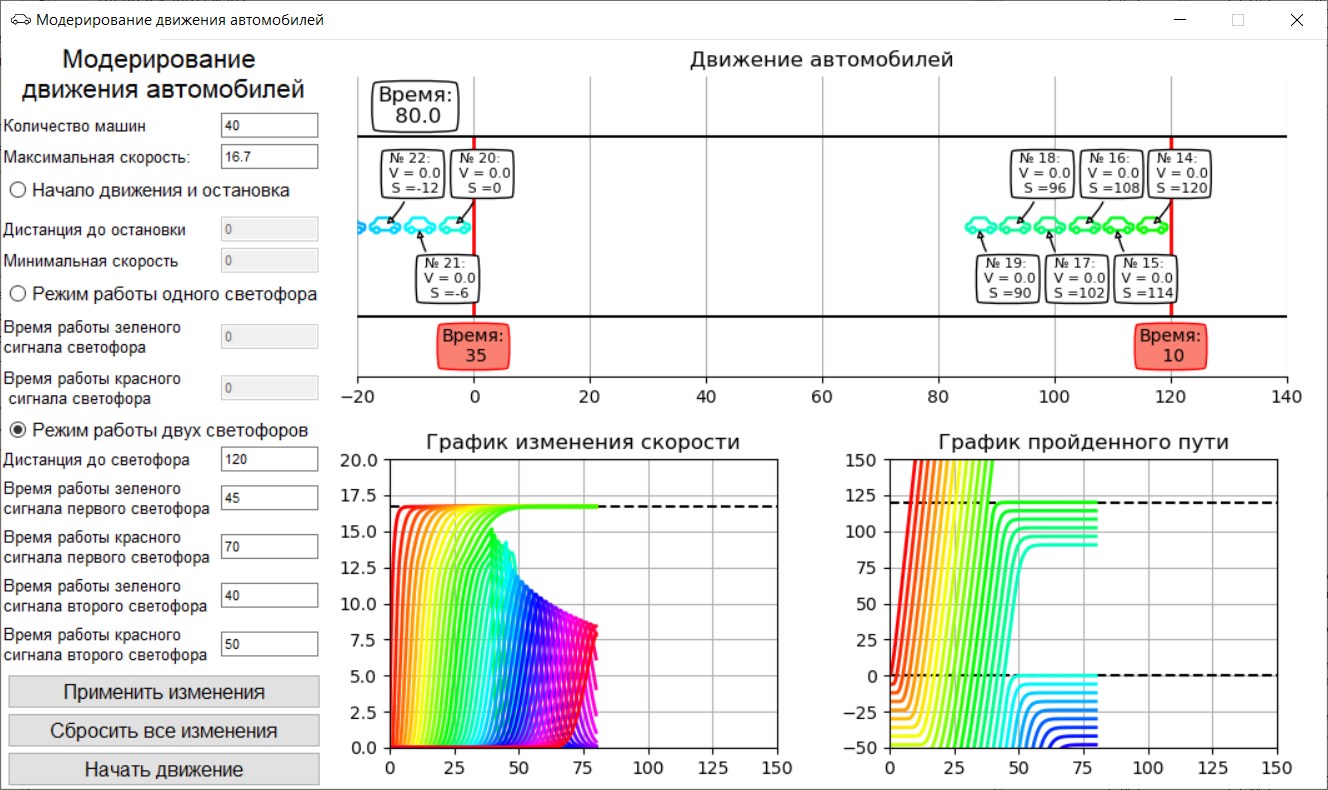 Модерирование движения автомобилей
Модерирование
движения автомобилей
Количество машин
40
Максимальная скорость:
16.7
Начало движения и остановка
Дистанция до остановки
0
Минимальная скорость
0
Режим работы одного светофора
Время работы зеленого
сигнала светофора
0
Время работы красного
сигнала светофора
0
Режим работы двух светофоров
Дистанция до светофора
120
Время работы зеленого
сигнала первого светофора
45
Время работы красного
сигнала первого светофора
70
Время работы зеленого
сигнала второго светофора
40
Время работы красного
сигнала второго светофора
50
Применить изменения
Сбросить все изменения
Начать движение
Движение автомобилей
Время:
80.0
№ 22:
V = 0.0
S =-12
№ 20:
V = 0.0
S =0
№ 18:
V = 0.0
S =96
№ 16:
V = 0.0
S =108
№ 14:
V = 0.0
S =120
№ 21:
V = 0.0
S =-6
№ 19:
V = 0.0
S =90
№ 17:
V = 0.0
S =102
№ 15:
V = 0.0
S =114
Время:
35
Время:
10
−20 0 20 40 60 80 100 120 140
График изменения скорости
20.0
17.5
15.0
12.5
10.0
7.5
5.0
2.5
0.0
0 25 50 75 100 125 150
График пройденного пути
150
125
100
75
50
25
0
−25
−50
0 25 50 75 100 125 150